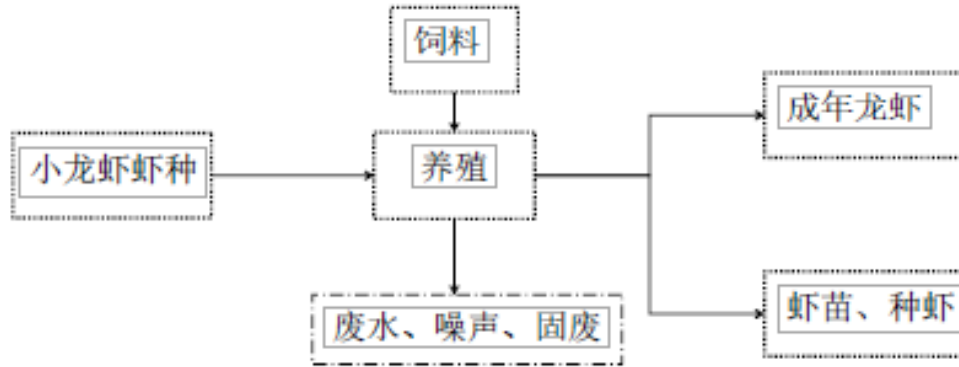 饲料
成年龙虾
小龙虾虾种
养殖
虾苗、种虾
废水、噪声、固废